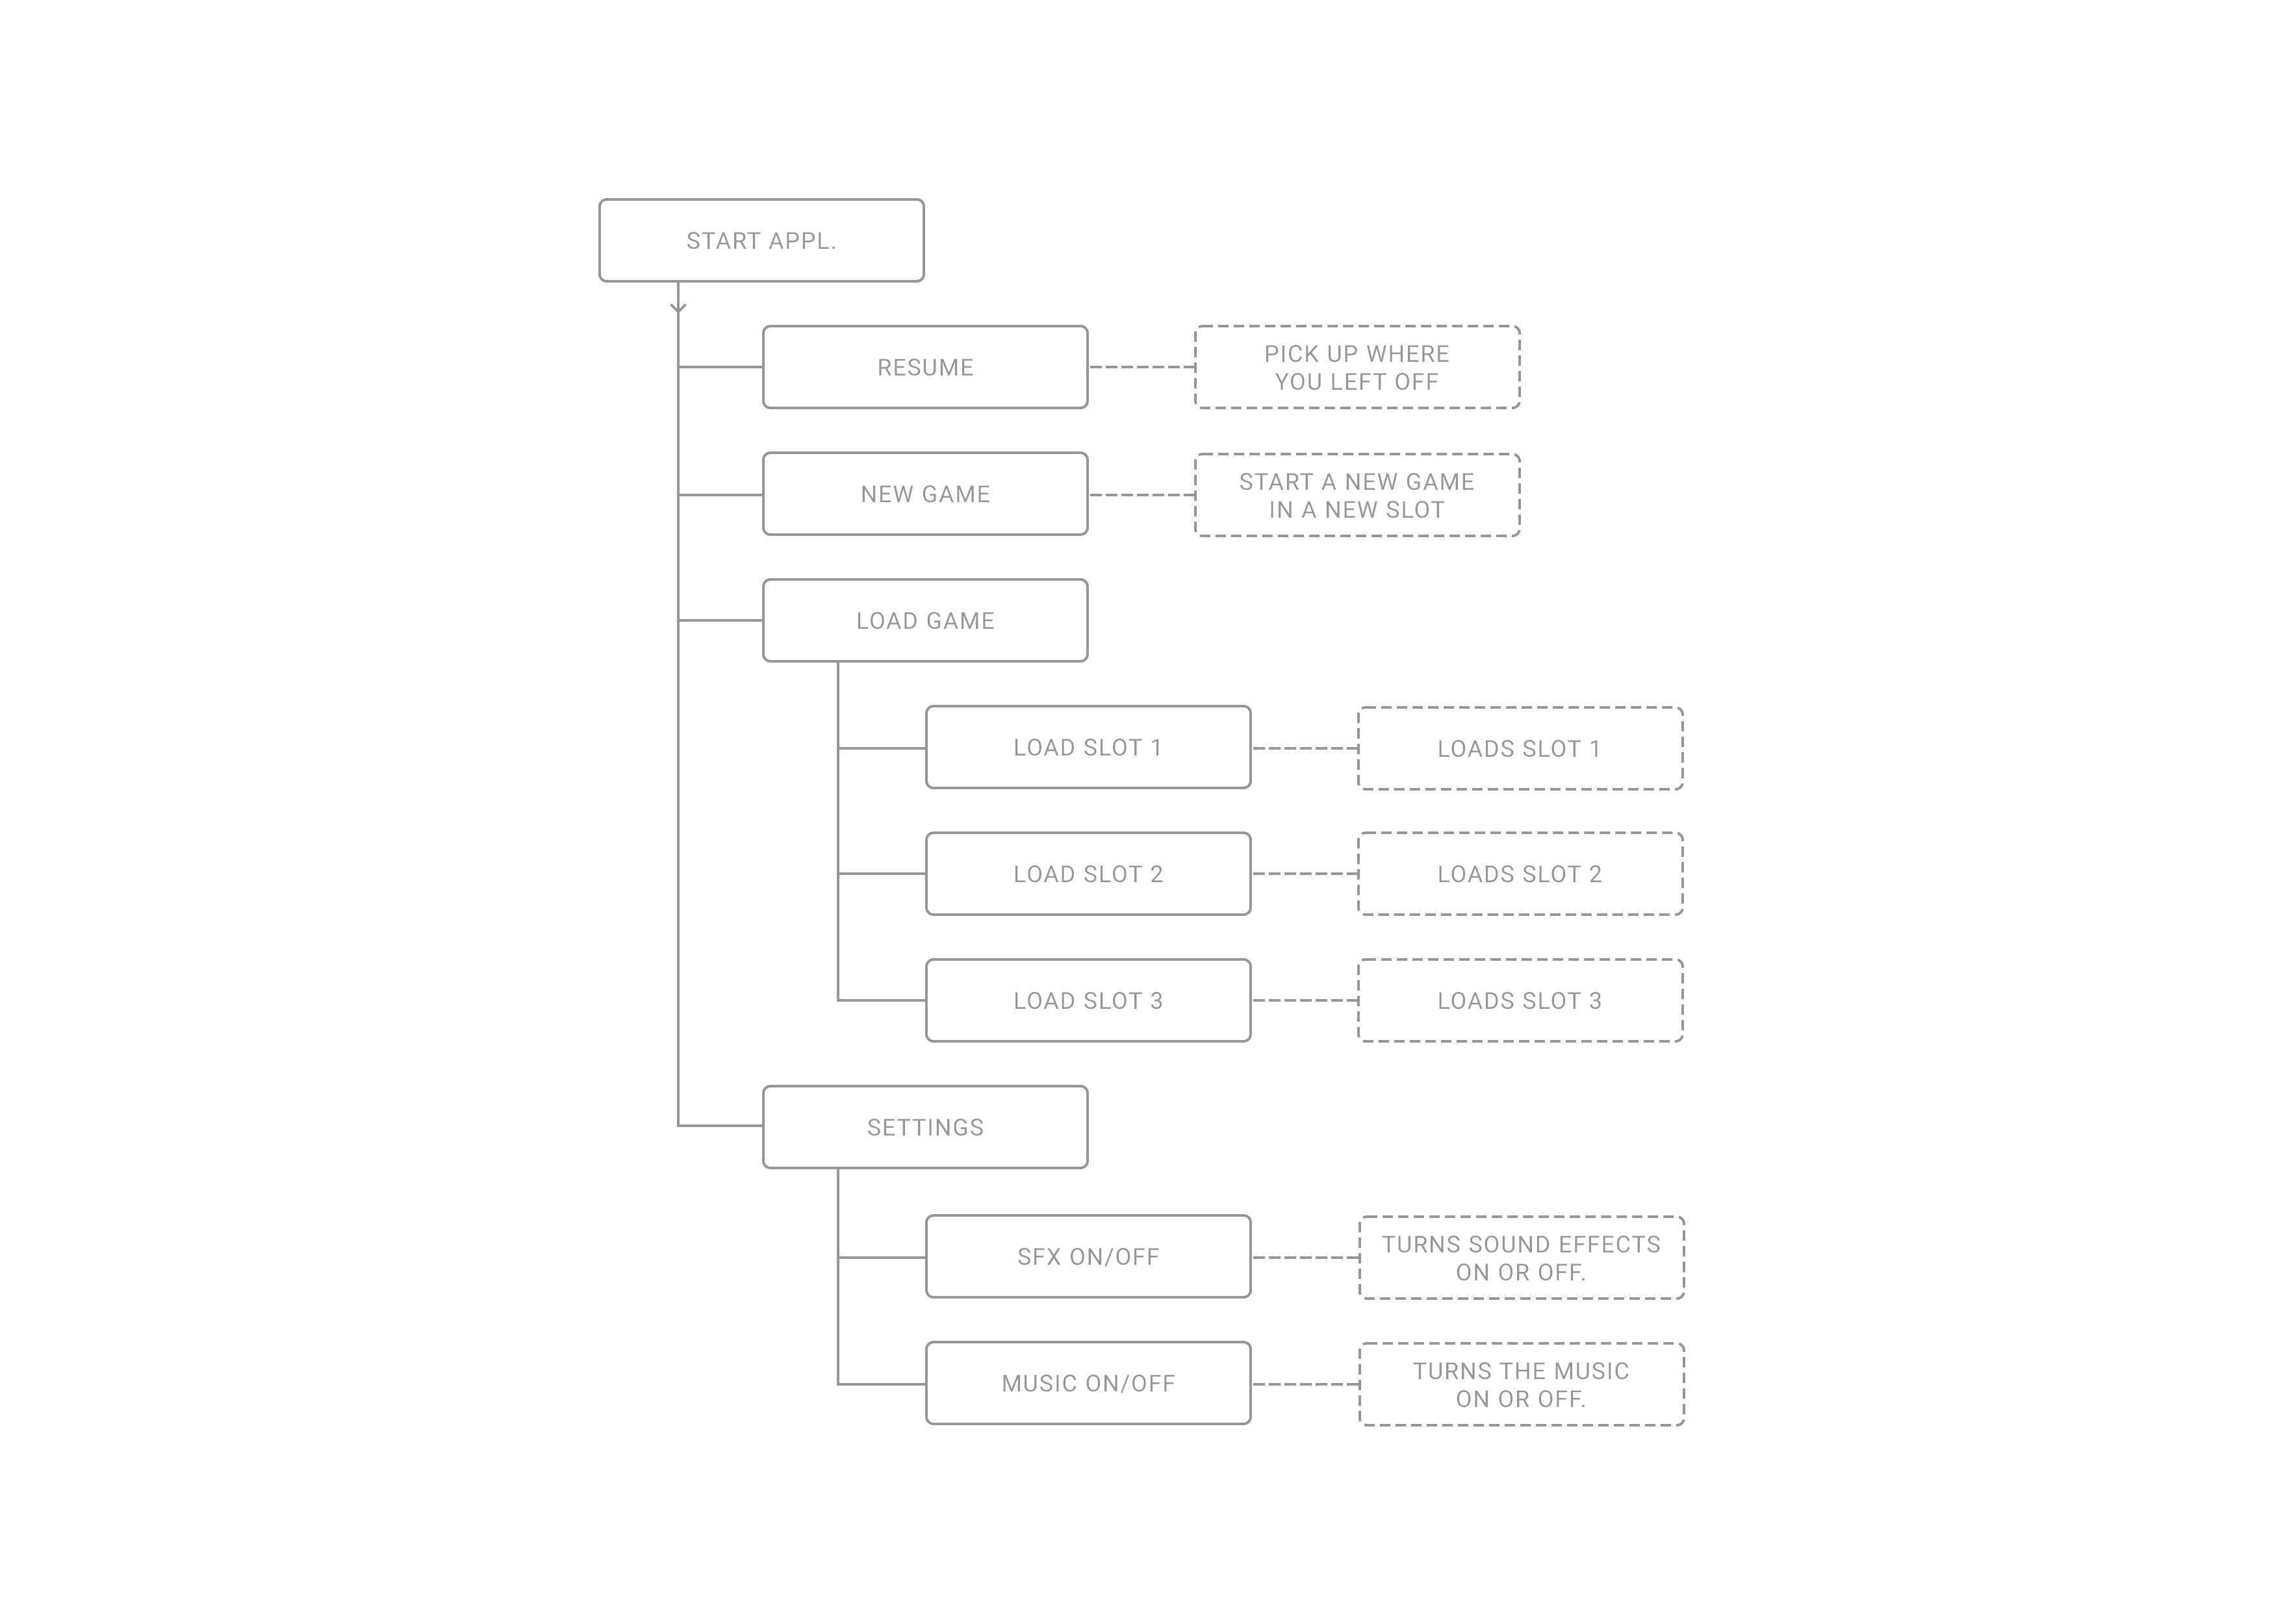 START APPL.
RESUME
PICK UP WHERE
YOU LEFT OFF
NEW GAME
START A NEW GAME
IN A NEW SLOT
LOAD GAME
LOAD SLOT 1
LOADS SLOT 1
LOAD SLOT 2
LOADS SLOT 2
LOAD SLOT 3
LOADS SLOT 3
SETTINGS
SFX ON/OFF
TURNS SOUND EFFECTS
ON OR OFF.
MUSIC ON/OFF
TURNS THE MUSIC
ON OR OFF.